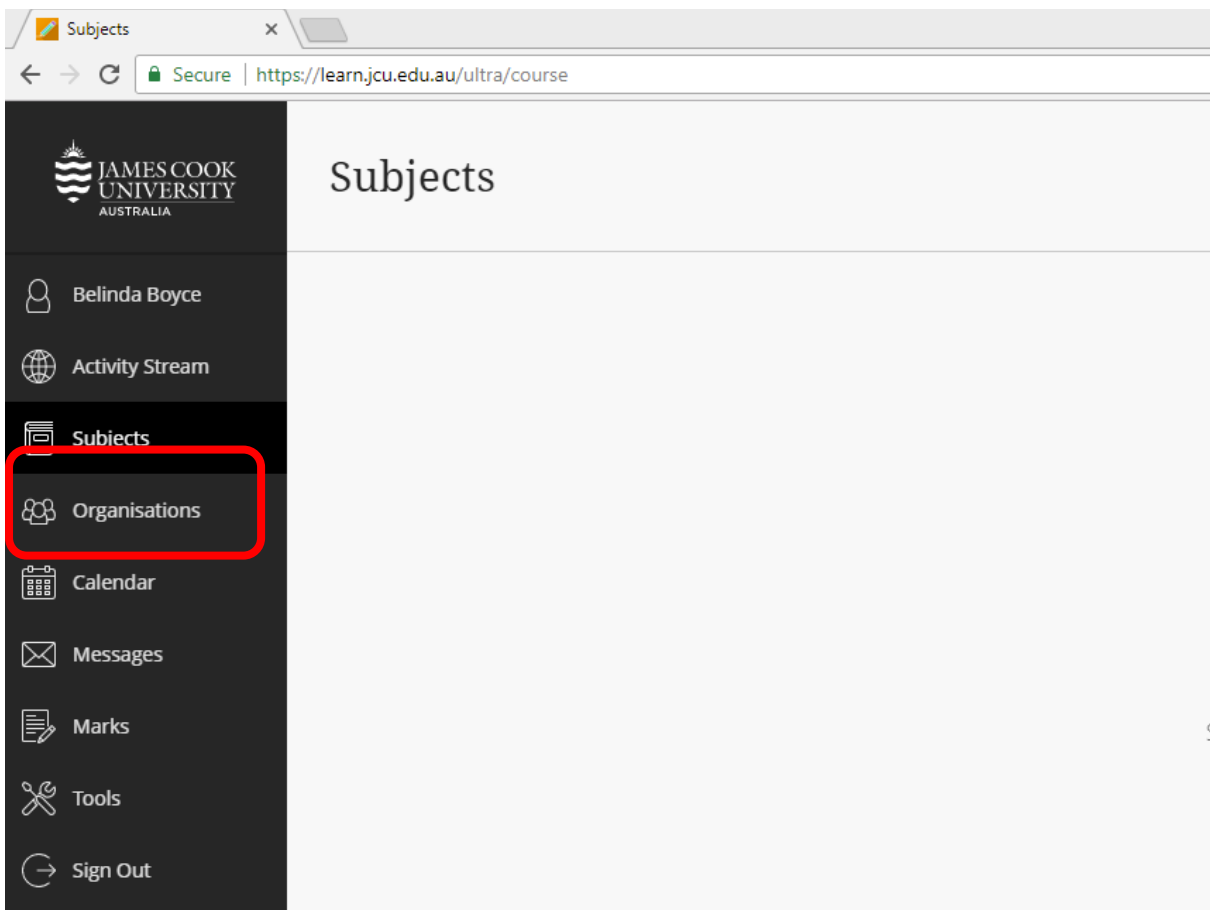 Subjects
Secure https://learn.jcu.edu.au/ultra/course
JAMES COOK
UNIVERSITY
AUSTRALIA
Subjects
Belinda Boyce
Activity Stream
Subjects
Organisations
Calendar
Messages
Marks
Tools
Sign Out